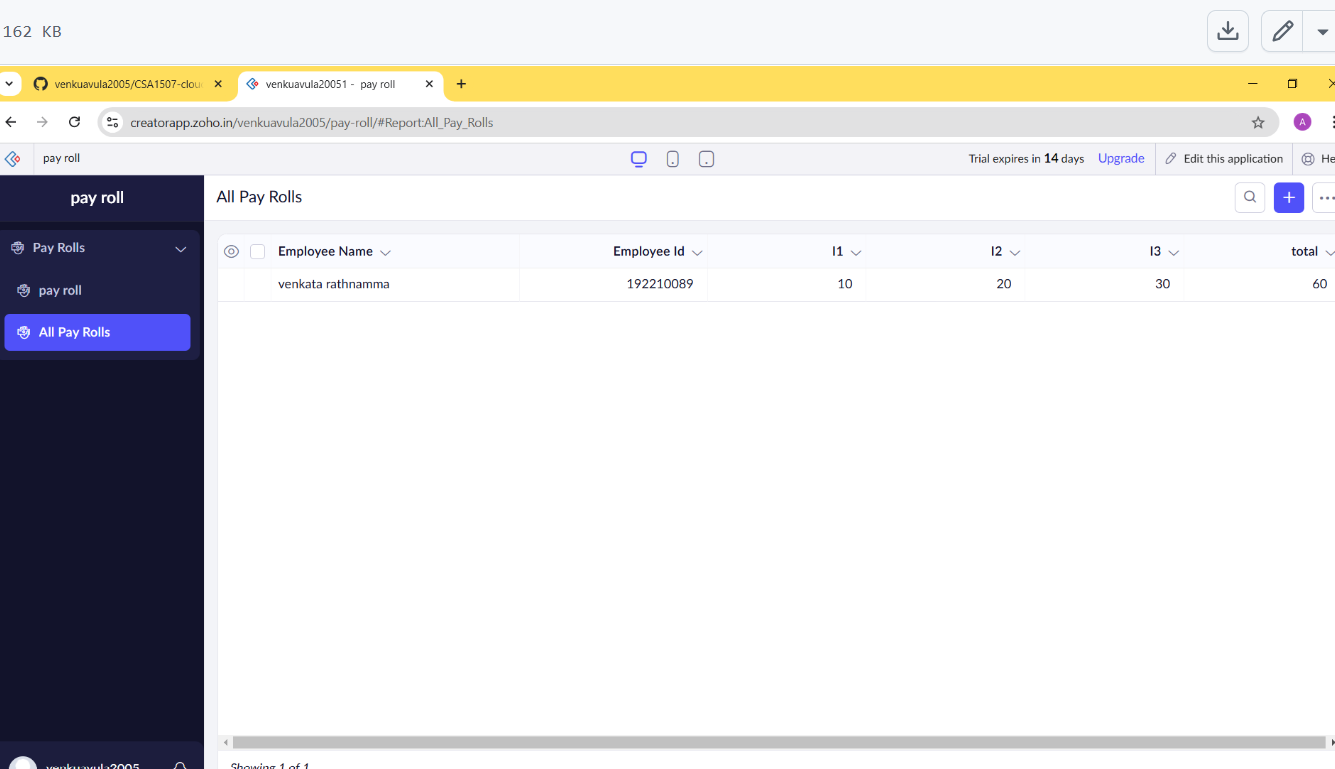 162 KB
venkuavula2005/CSA1507-clou
venkuavula20051 - pay roll
creatorapp.zoho.in/venkuavula2005/pay-roll/#Report:All_Pay_Rolls
A
pay roll
Trial expires in 14 days Upgrade
Edit this application
He
pay roll
All Pay Rolls
Pay Rolls
pay roll
All Pay Rolls
Employee Name Employee Id I1 I2 I3 total
venkata rathnamma 192210089 10 20 30 60
venkuavula2005
Showing 1 of 1